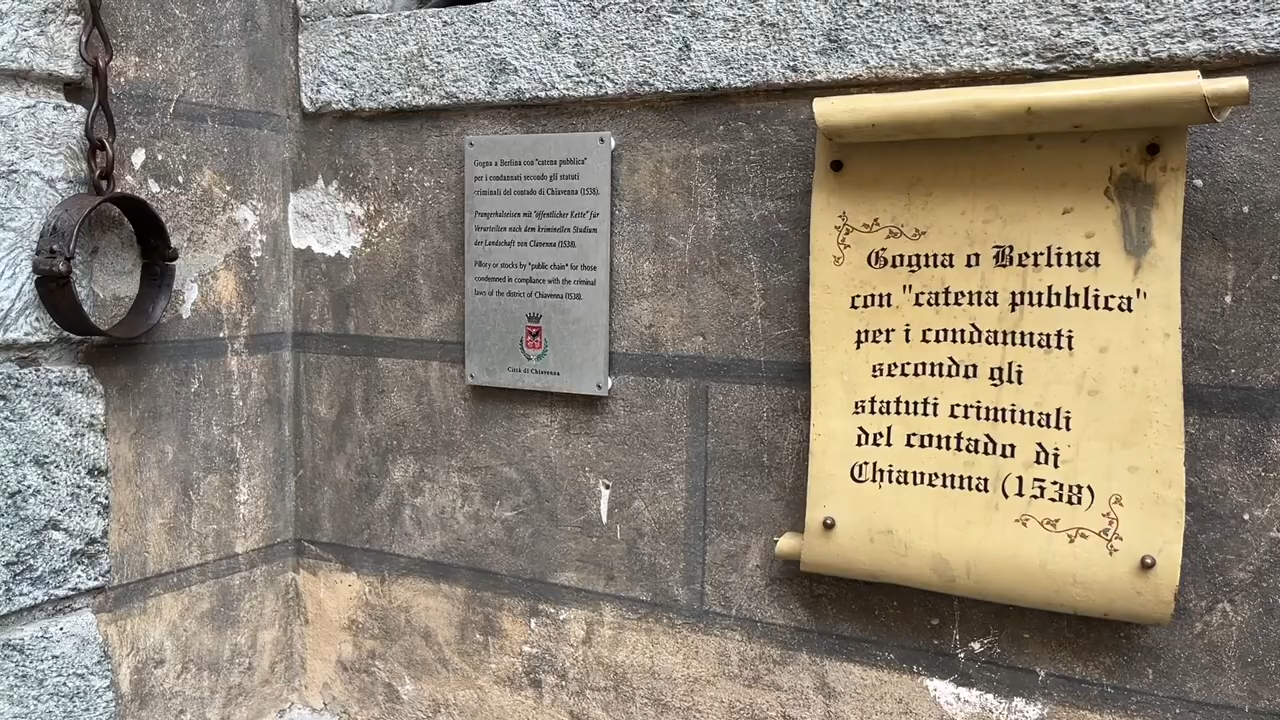 Gogna a Berlina con "catena pubblica"
per i condannati secondo gli statuti
criminali del contado di Chiavenna (1538).
Prangerhalseisen mit "öffentlicher Kette" für
Verurteilten nach dem kriminellen Studium
der Landschaft van Clavenna (1538).
Pillory or stocks by "public chain" for those
condemned in compliance with the criminal
laws of the district of Chiavenna (1538).
Città di Chiavenna
Gogna o Berlina
con "catena pubblica"
per i condannati
secondo gli
statuti criminali
del contado di
Chiavenna (1538)